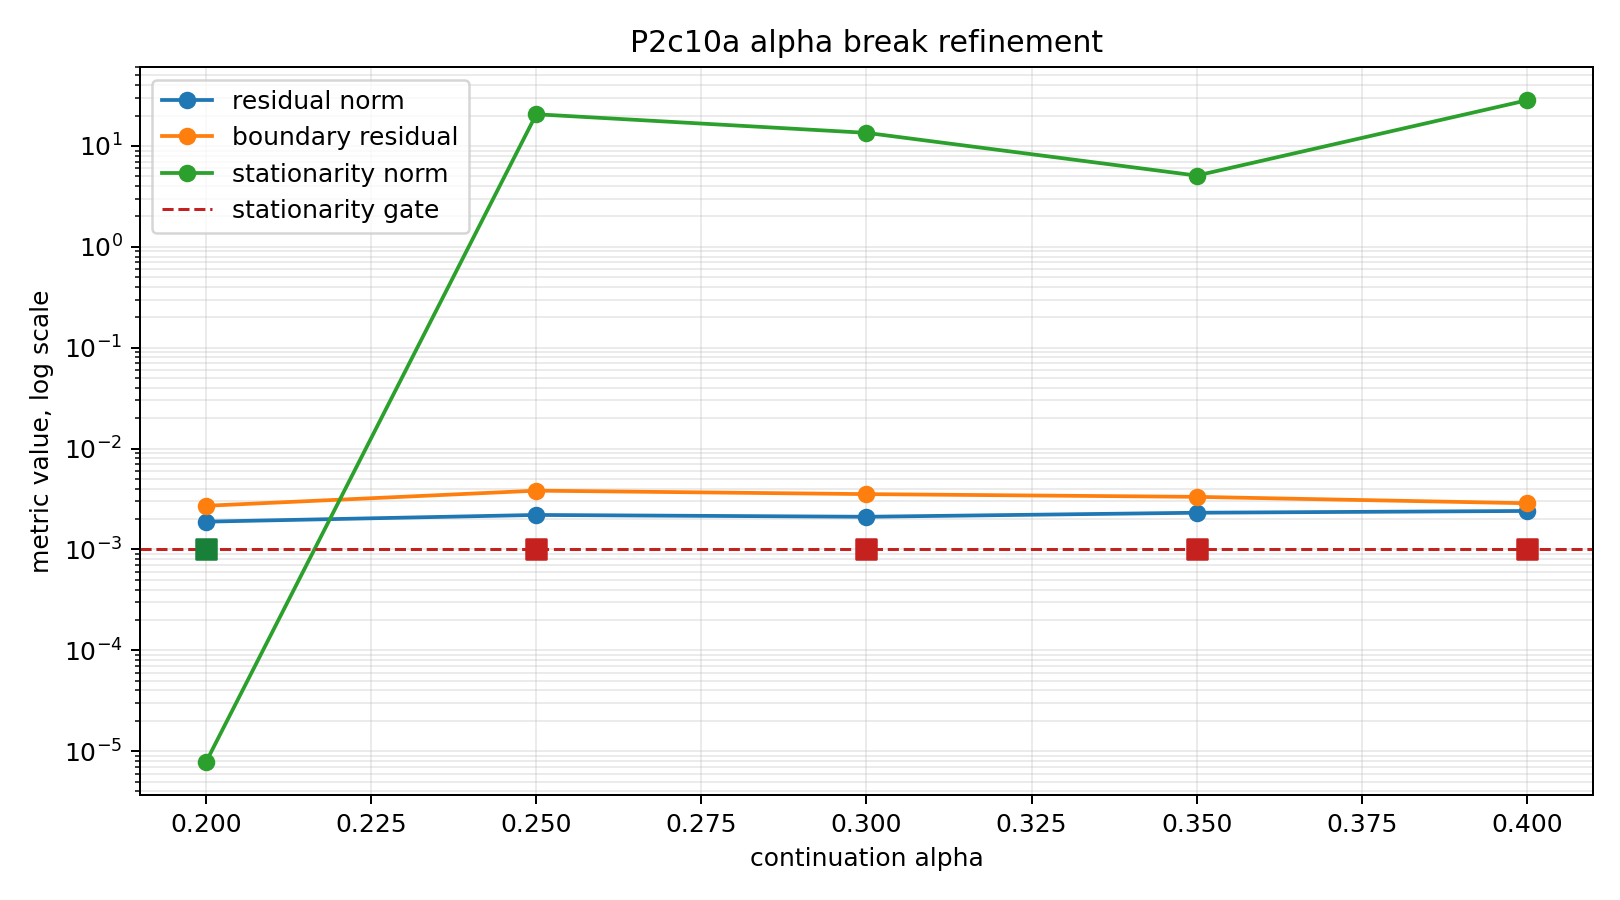 P2c10a alpha break refinement
residual norm
boundary residual
stationarity norm
stationarity gate
metric value, log scale
10¹
10⁰
10⁻¹
10⁻²
10⁻³
10⁻⁴
10⁻⁵
0.200 0.225 0.250 0.275 0.300 0.325 0.350 0.375 0.400
continuation alpha